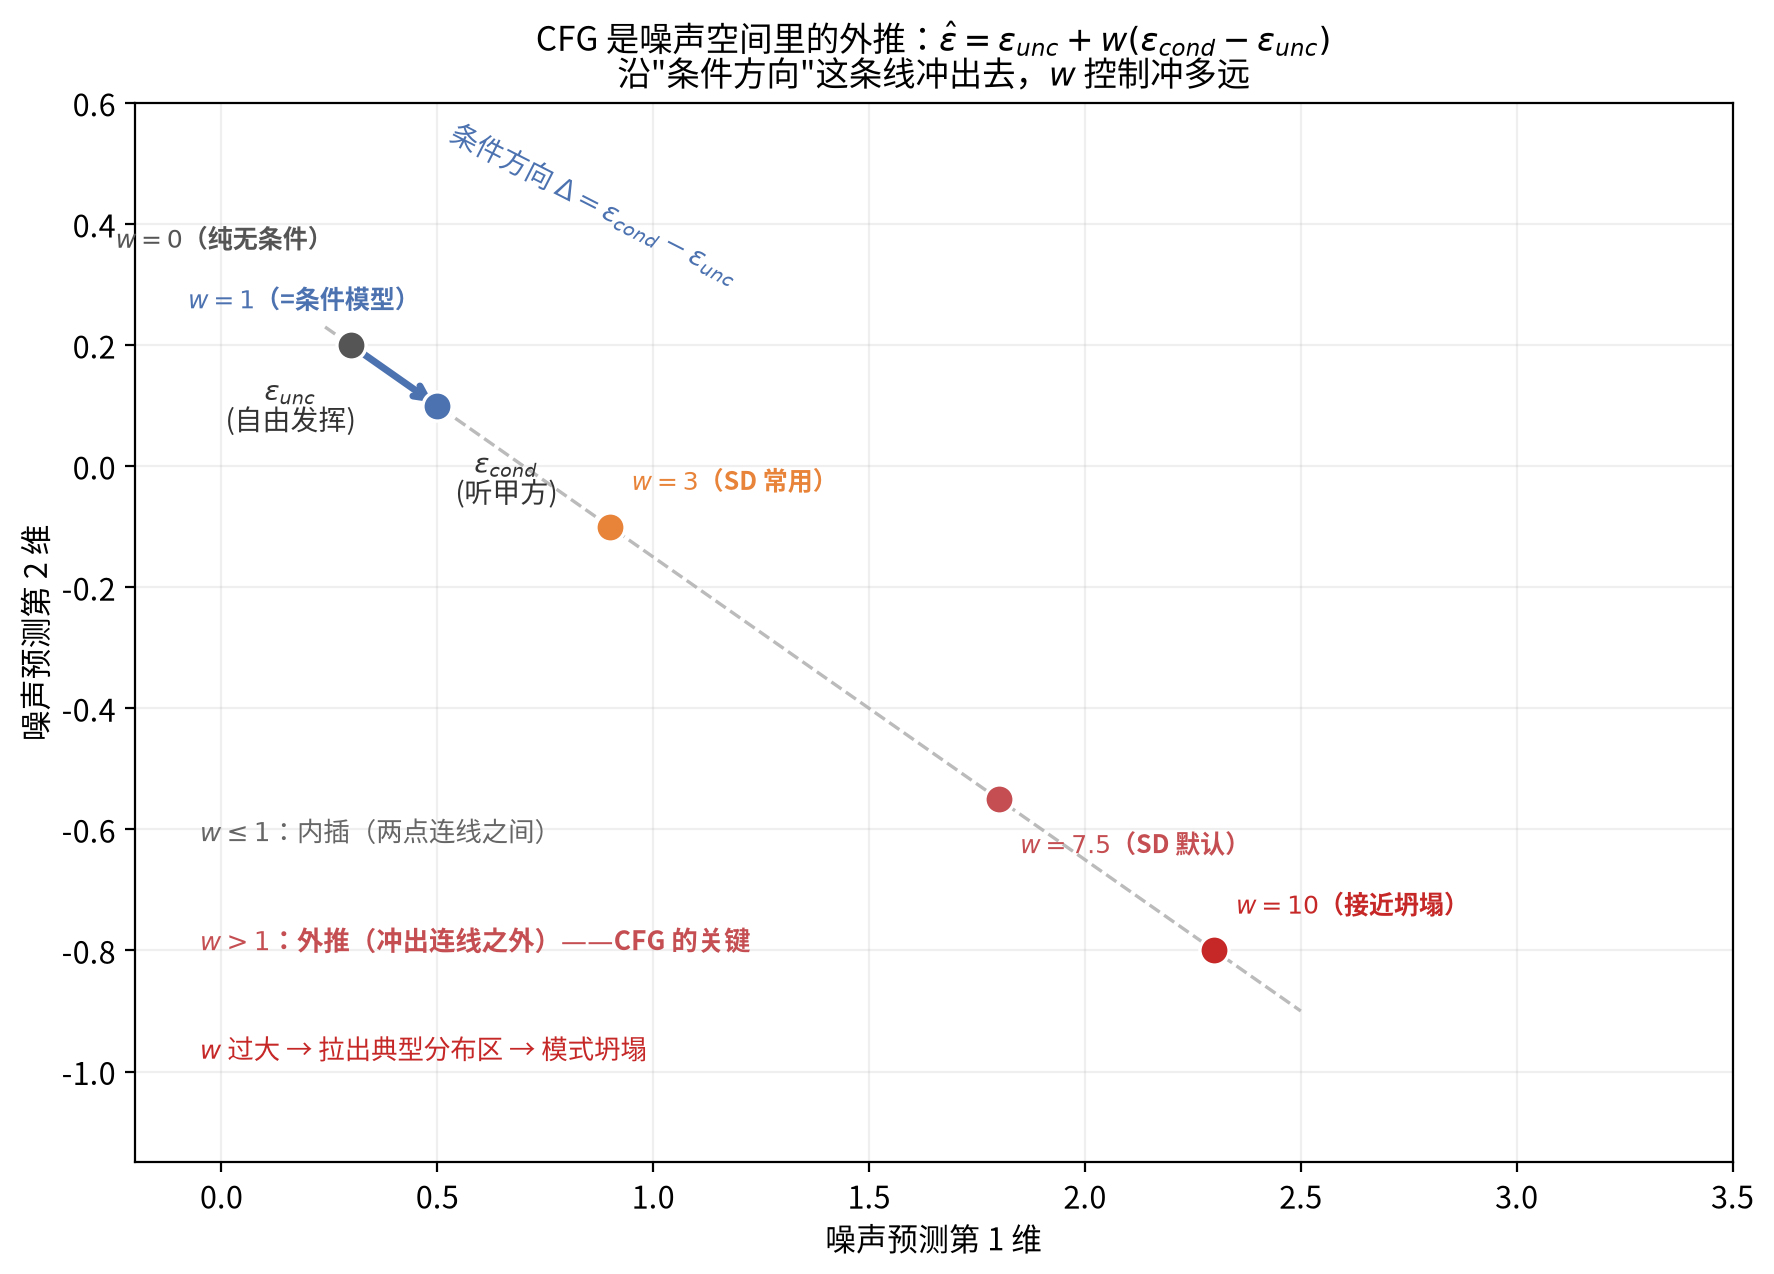 CFG 是噪声空间里的外推：ε̂ = ε_unc + w(ε_cond − ε_unc)
沿"条件方向"这条线冲出去，w 控制冲多远
0.6
0.4
0.2
0.0
-0.2
-0.4
-0.6
-0.8
-1.0
噪声预测第 2 维
条件方向 Δ = ε_cond − ε_unc
w = 0（纯无条件）
w = 1（=条件模型）
ε_unc
(自由发挥)
ε_cond
(听甲方)
w = 3（SD 常用）
w = 7.5（SD 默认）
w = 10（接近坍塌）
w ≤ 1：内插（两点连线之间）
w > 1：外推（冲出连线之外）——CFG 的关键
w 过大 → 拉出典型分布区 → 模式坍塌
0.0 0.5 1.0 1.5 2.0 2.5 3.0 3.5
噪声预测第 1 维